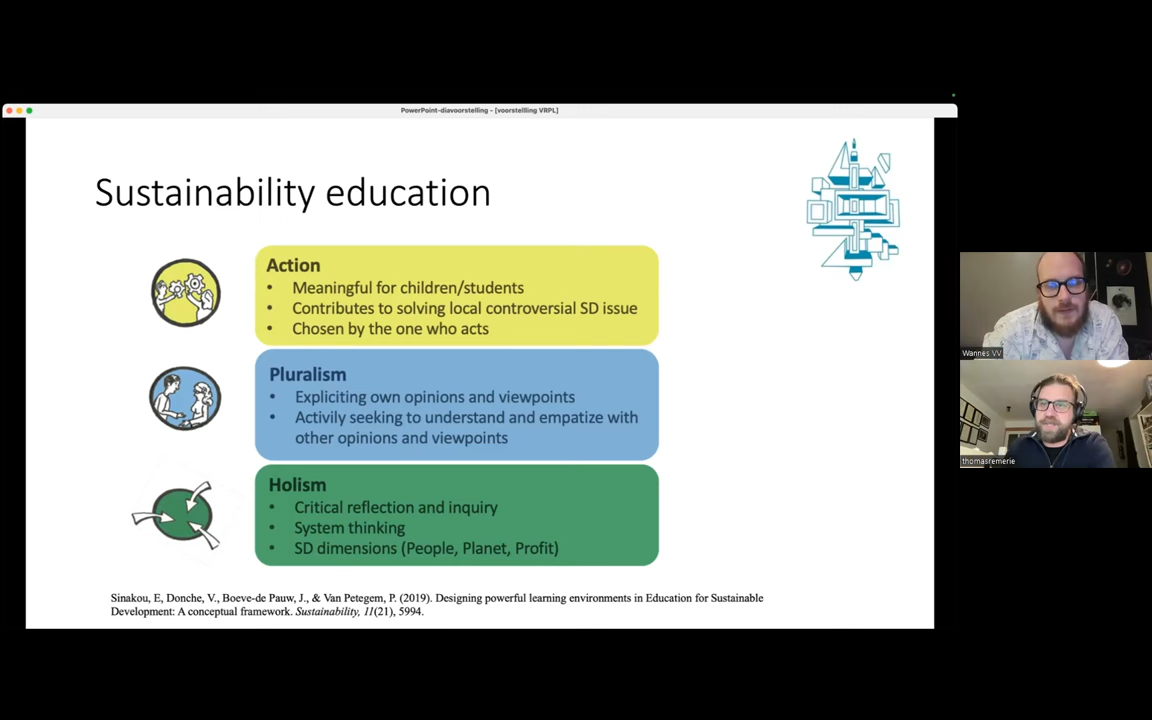 PowerPoint-diavoorstelling - [voorstellling VRPL]
Sustainability education
Action
• Meaningful for children/students
• Contributes to solving local controversial SD issue
• Chosen by the one who acts
Pluralism
• Expliciting own opinions and viewpoints
• Activily seeking to understand and empatize with
other opinions and viewpoints
Holism
• Critical reflection and inquiry
• System thinking
• SD dimensions (People, Planet, Profit)
Sinakou, E, Donche, V., Boeve-de Pauw, J., & Van Petegem, P. (2019). Designing powerful learning environments in Education for Sustainable
Development: A conceptual framework. Sustainability, 11(21), 5994.
Wannes VV
thomasremerie